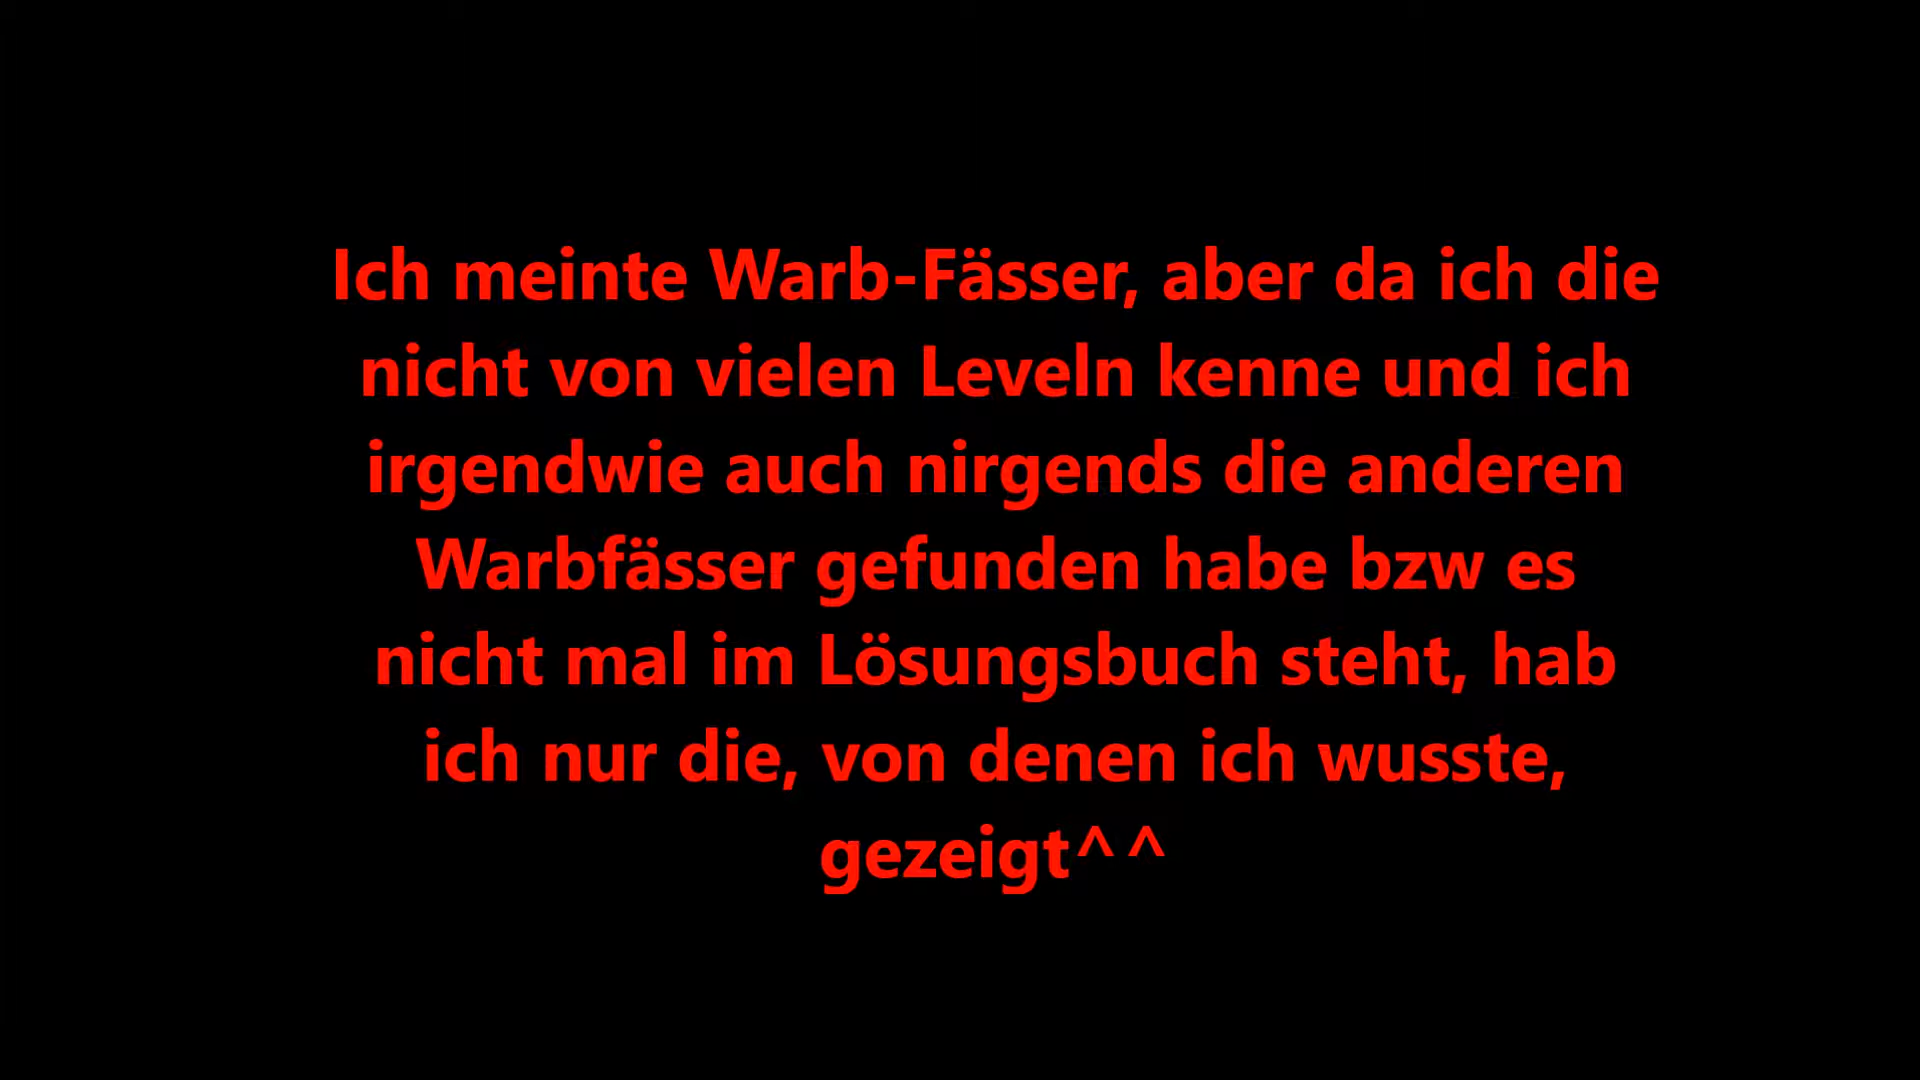 Ich meinte Warb-Fässer, aber da ich die
nicht von vielen Leveln kenne und ich
irgendwie auch nirgends die anderen
Warbfässer gefunden habe bzw es
nicht mal im Lösungsbuch steht, hab
ich nur die, von denen ich wusste,
gezeigt^^